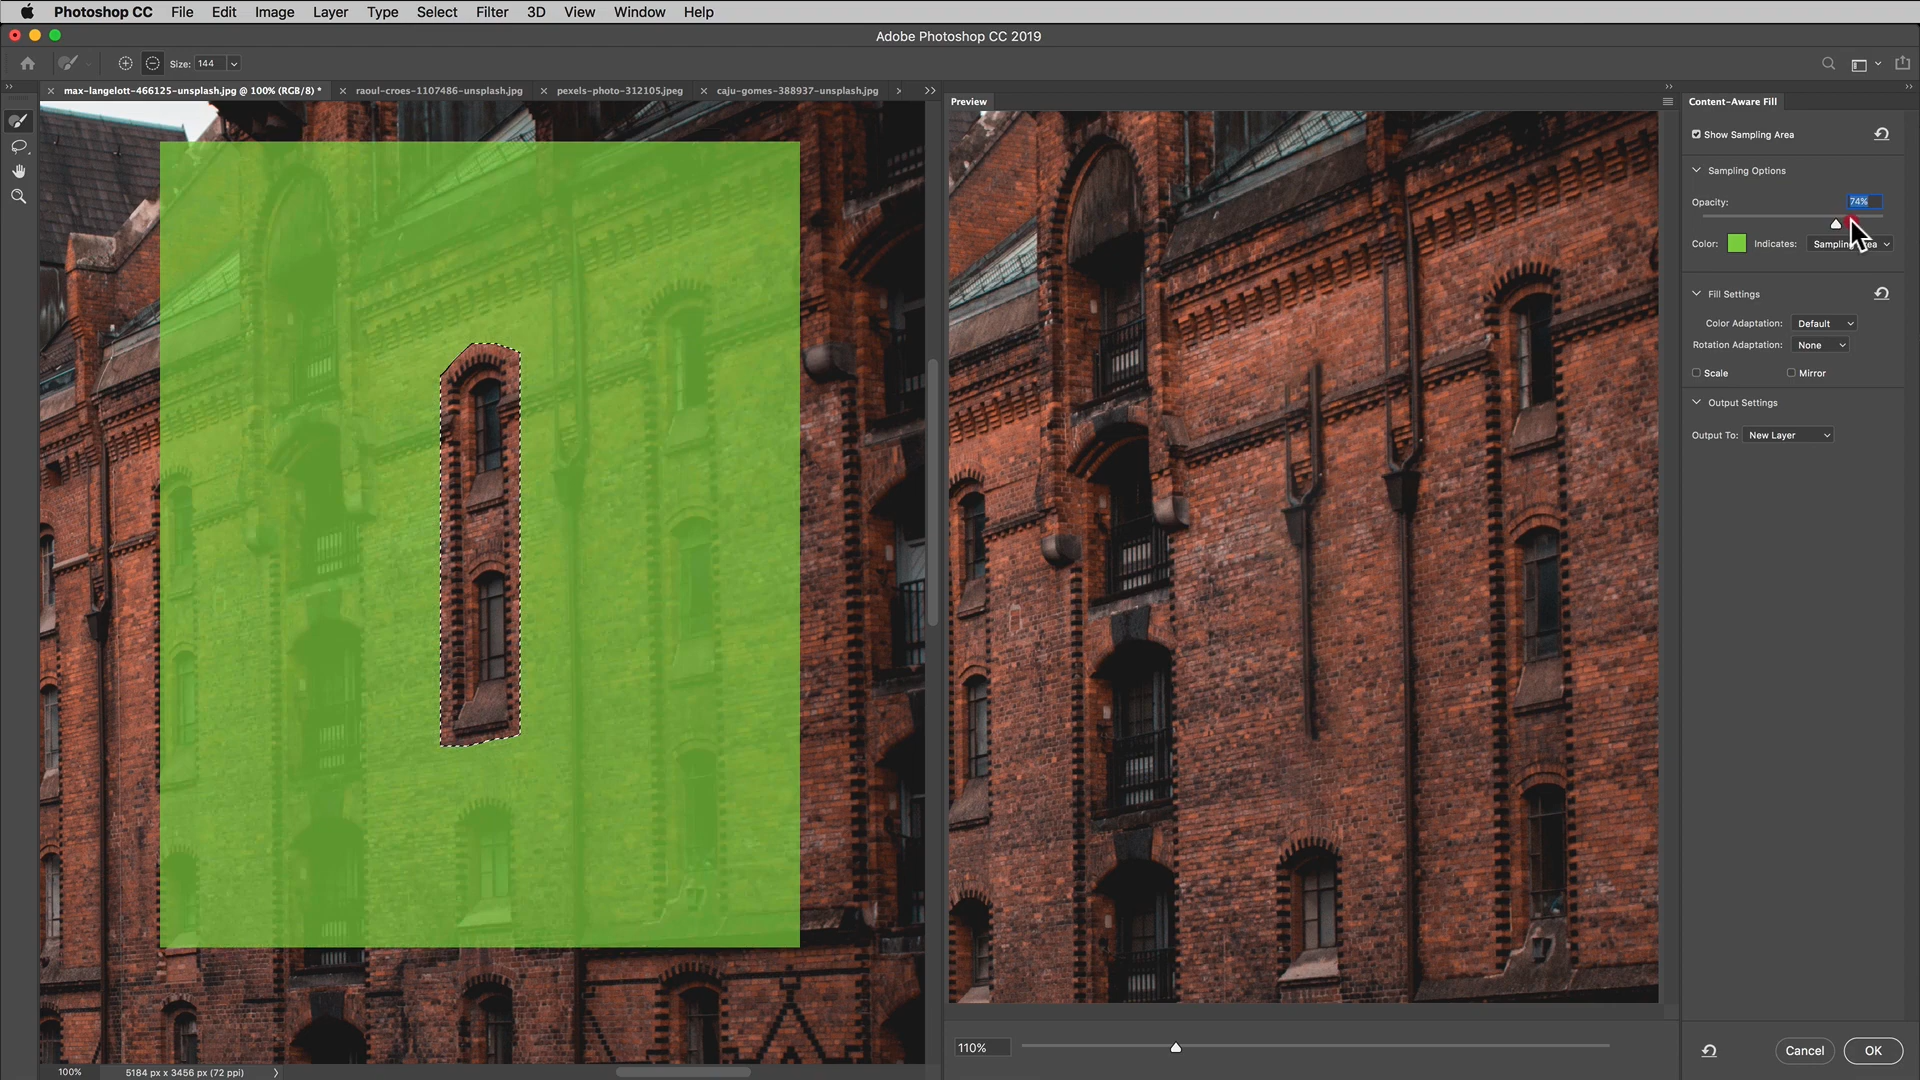 Photoshop CC File Edit Image Layer Type Select Filter 3D View Window Help
Adobe Photoshop CC 2019
Size: 144
max-langelott-466125-unsplash.jpg @ 100% (RGB/8) * raoul-croes-1107486-unsplash.jpg pexels-photo-312105.jpeg caju-gomes-388937-unsplash.jpg
Preview
Content-Aware Fill
Show Sampling Area
Sampling Options
Opacity: 74%
Color: Indicates: Sampling Area
Fill Settings
Color Adaptation: Default
Rotation Adaptation: None
Scale Mirror
Output Settings
Output To: New Layer
110%
Cancel OK
100% 5184 px x 3456 px (72 ppi)